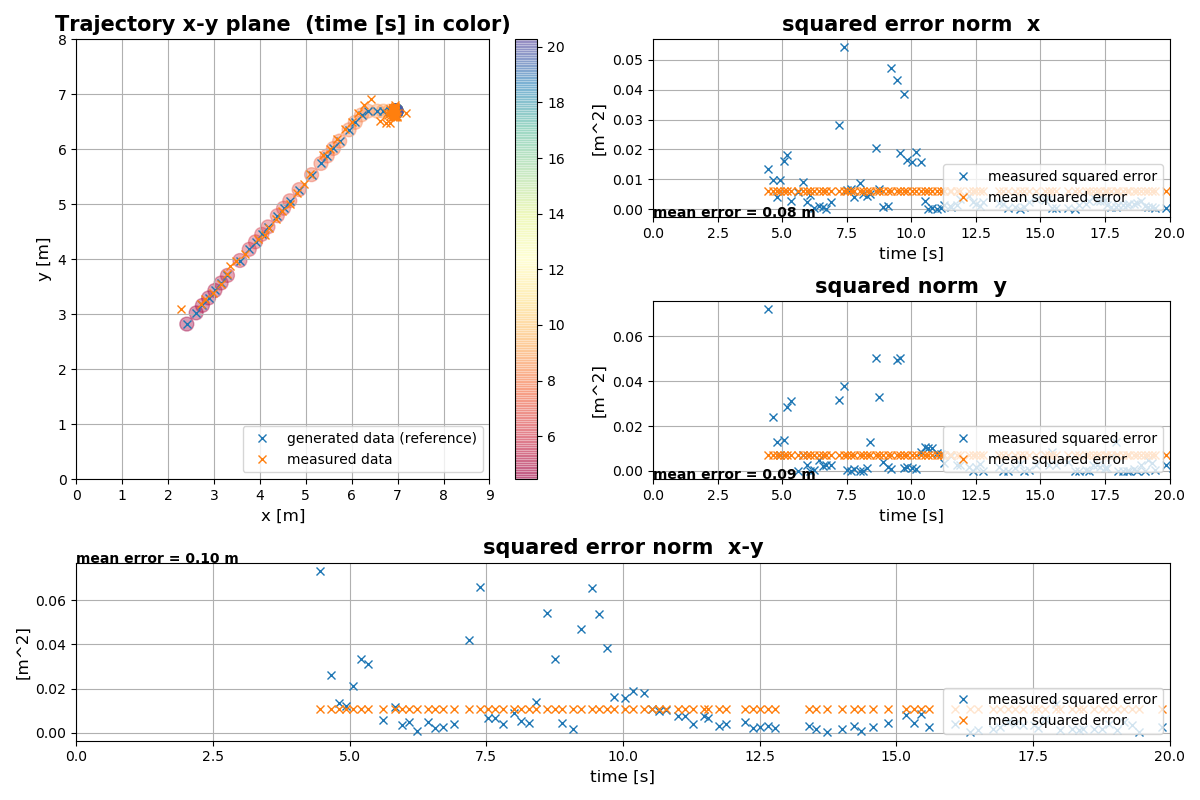 Trajectory x-y plane  (time [s] in color)
8
7
6
5
4
3
2
1
0
y [m]
0 1 2 3 4 5 6 7 8 9
x [m]
generated data (reference)
measured data
20
18
16
14
12
10
8
6
squared error norm  x
0.05
0.04
0.03
0.02
0.01
0.00
[m^2]
measured squared error
mean squared error
mean error = 0.08 m
0.0 2.5 5.0 7.5 10.0 12.5 15.0 17.5 20.0
time [s]
squared norm  y
0.06
0.04
0.02
0.00
[m^2]
measured squared error
mean squared error
mean error = 0.09 m
0.0 2.5 5.0 7.5 10.0 12.5 15.0 17.5 20.0
time [s]
squared error norm  x-y
mean error = 0.10 m
0.06
0.04
0.02
0.00
[m^2]
measured squared error
mean squared error
0.0 2.5 5.0 7.5 10.0 12.5 15.0 17.5 20.0
time [s]